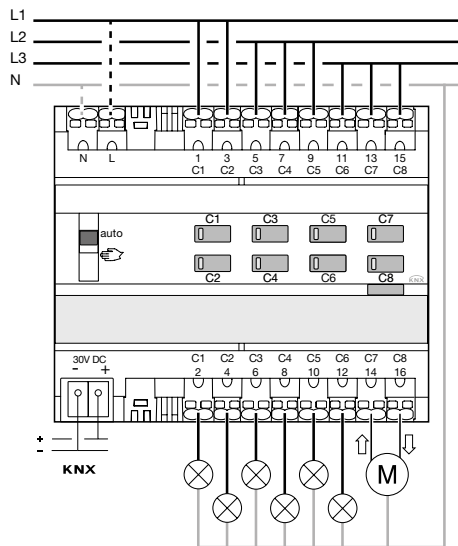 L1
L2
L3
N
N L 1 3 5 7 9 11 13 15
C1 C2 C3 C4 C5 C6 C7 C8
auto
C1 C3 C5 C7
C2 C4 C6 C8
KNX
30V DC
- +
C1 C2 C3 C4 C5 C6 C7 C8
2 4 6 8 10 12 14 16
+
-
KNX
M